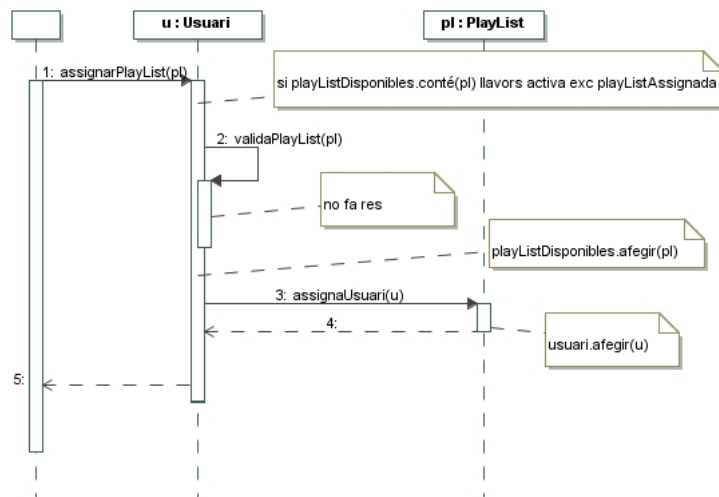 u : Usuari
pl : PlayList
1: assignarPlayList(pl)
si playListDisponibles.conté(pl) llavors activa exc playListAssignada
2: validaPlayList(pl)
no fa res
playListDisponibles.afegir(pl)
3: assignaUsuari(u)
4:
usuari.afegir(u)
5: